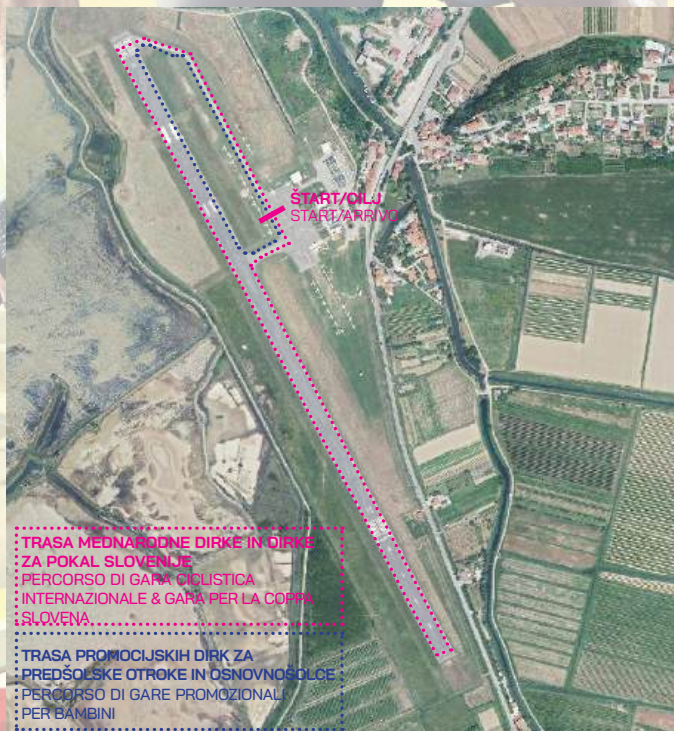 ŠTART/CILJ
START/ARRIVO
TRASA MEDNARODNE DIRKE IN DIRKE
ZA POKAL SLOVENIJE
PERCORSO DI GARA CICLISTICA
INTERNAZIONALE & GARA PER LA COPPA
SLOVENA
TRASA PROMOCIJSKIH DIRK ZA
PREDŠOLSKE OTROKE IN OSNOVNOŠOLCE
PERCORSO DI GARE PROMOZIONALI
PER BAMBINI